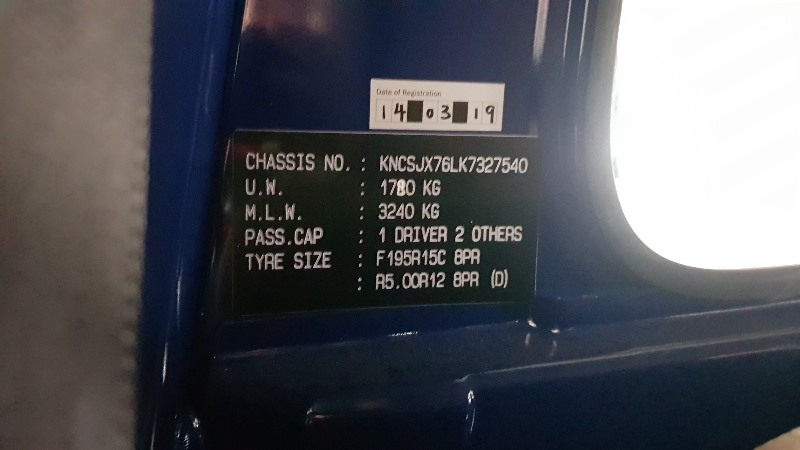 Date of Registration
14 03 19
CHASSIS NO. : KNCSJX76LK7327540
U.W. : 1780 KG
M.L.W. : 3240 KG
PASS.CAP : 1 DRIVER 2 OTHERS
TYRE SIZE : F195R15C 8PR
: R5.00R12 8PR (D)